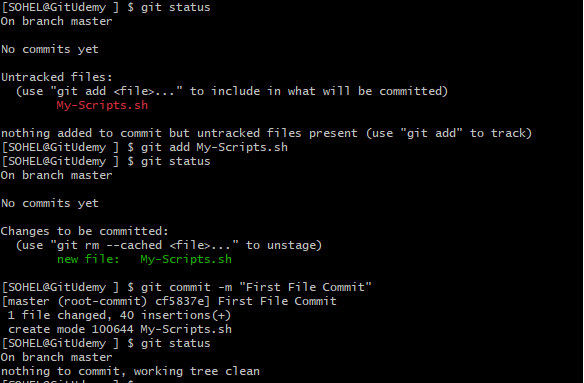 [SOHEL@GitUdemy ] $ git status
On branch master
No commits yet
Untracked files:
(use "git add <file>..." to include in what will be committed)
My-Scripts.sh
nothing added to commit but untracked files present (use "git add" to track)
[SOHEL@GitUdemy ] $ git add My-Scripts.sh
[SOHEL@GitUdemy ] $ git status
On branch master
No commits yet
Changes to be committed:
(use "git rm --cached <file>..." to unstage)
new file:   My-Scripts.sh
[SOHEL@GitUdemy ] $ git commit -m "First File Commit"
[master (root-commit) cf5837e] First File Commit
1 file changed, 40 insertions(+)
create mode 100644 My-Scripts.sh
[SOHEL@GitUdemy ] $ git status
On branch master
nothing to commit, working tree clean